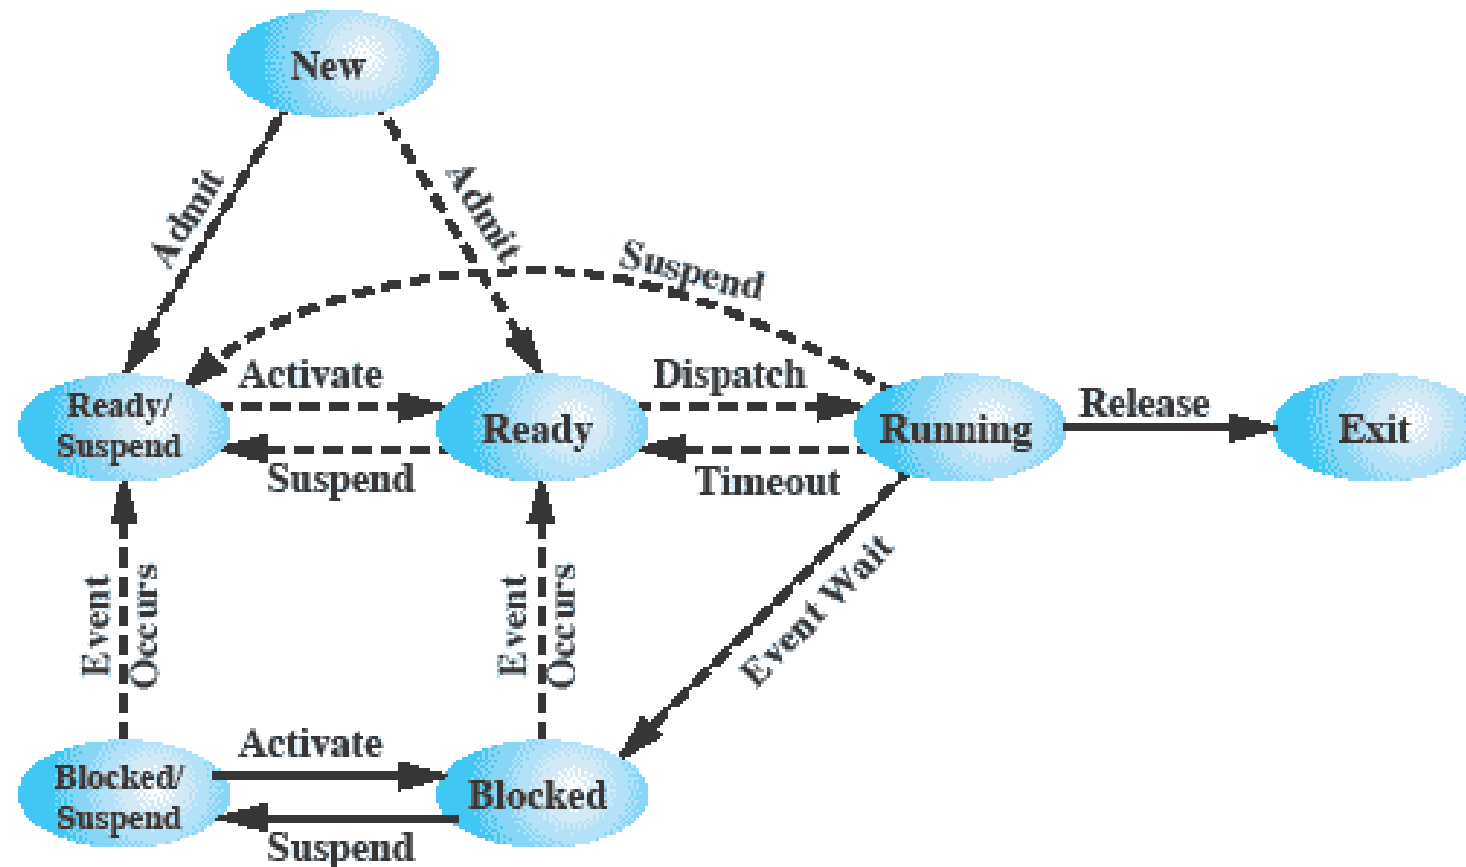 New
Admit
Admit
Suspend
Activate
Dispatch
Release
Ready/
Suspend
Ready
Running
Exit
Suspend
Timeout
Event
Occurs
Event
Occurs
Event Wait
Activate
Blocked/
Suspend
Blocked
Suspend